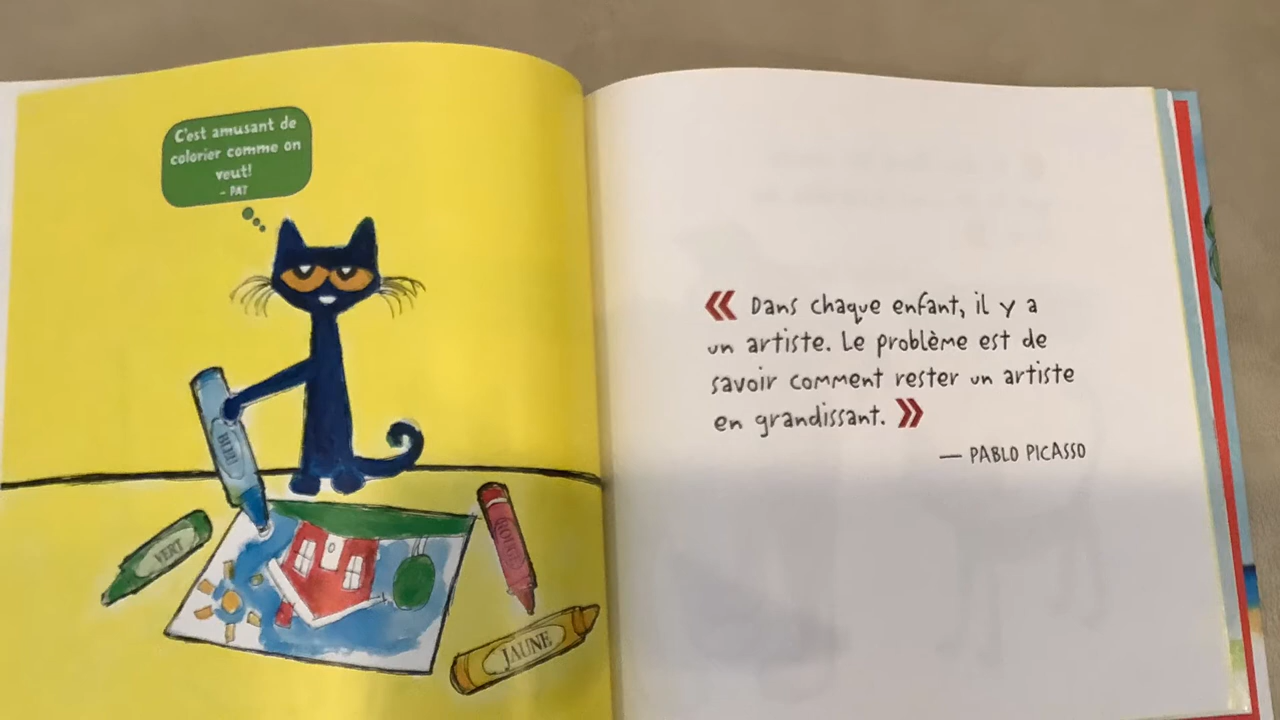 C'est amusant de
colorier comme on
veut!
- PAT
BLEU
VERT
ROUGE
JAUNE
« Dans chaque enfant, il y a
un artiste. Le problème est de
savoir comment rester un artiste
en grandissant. »
— PABLO PICASSO